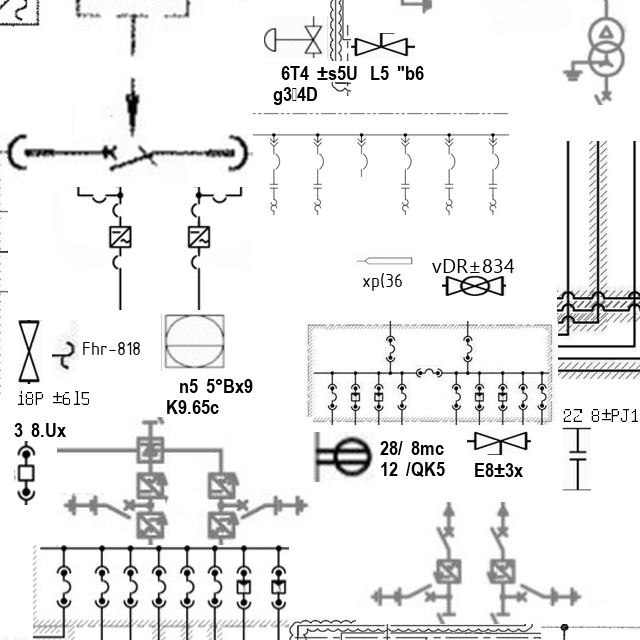 6T4 ±s5U L5 "b6
g3▯4D
xp(36
vDR±834
Fhr-818
i8P ±615
n5 5°Bx9
K9.65c
3 8.Ux
28/ 8mc
12 /QK5
E8±3x
2Z 8±PJ1